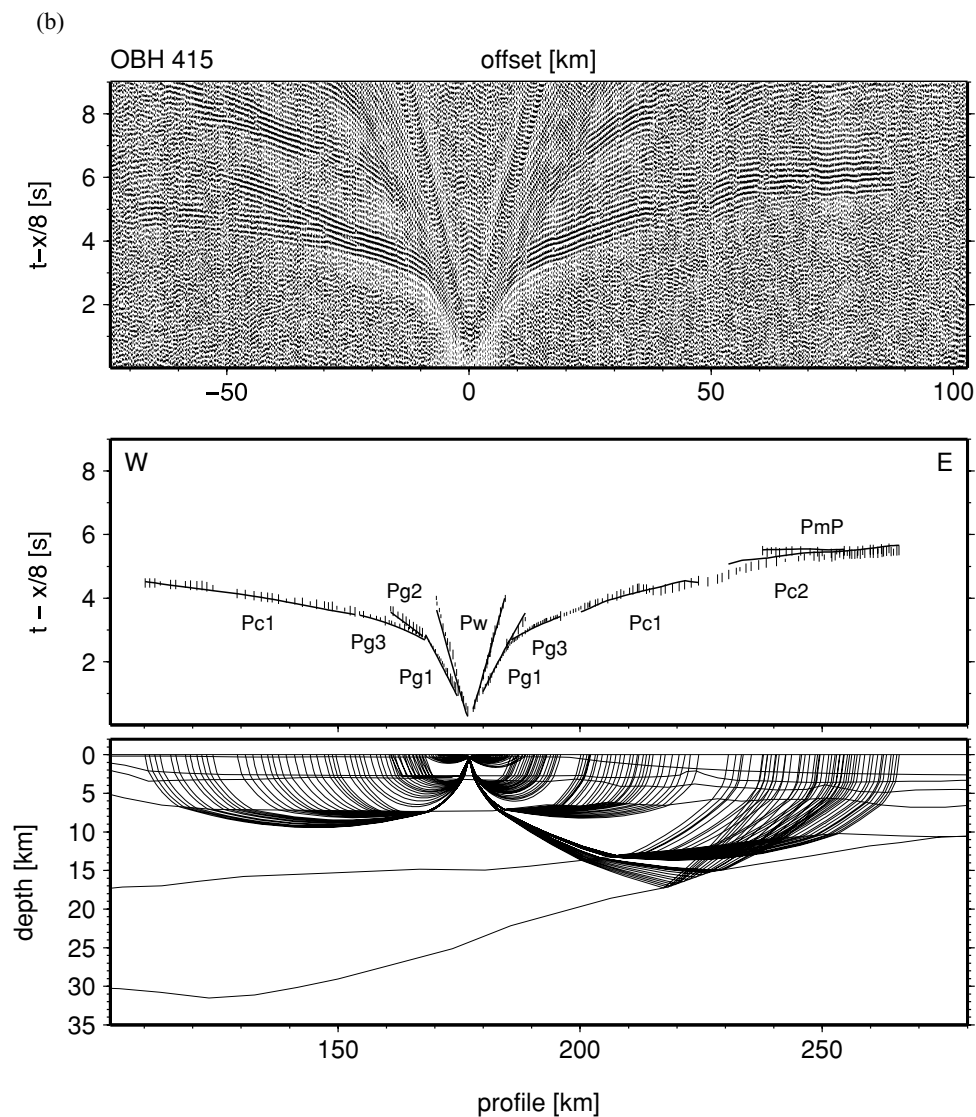 (b)
OBH 415 offset [km]
8
6
4
2
t−x/8 [s]
−50 0 50 100
W E
8
6
4
2
t − x/8 [s]
PmP
Pg2 Pw Pc2
Pc1 Pg3 Pg3 Pc1
Pg1 Pg1
0
5
10
15
20
25
30
35
depth [km]
150 200 250
profile [km]